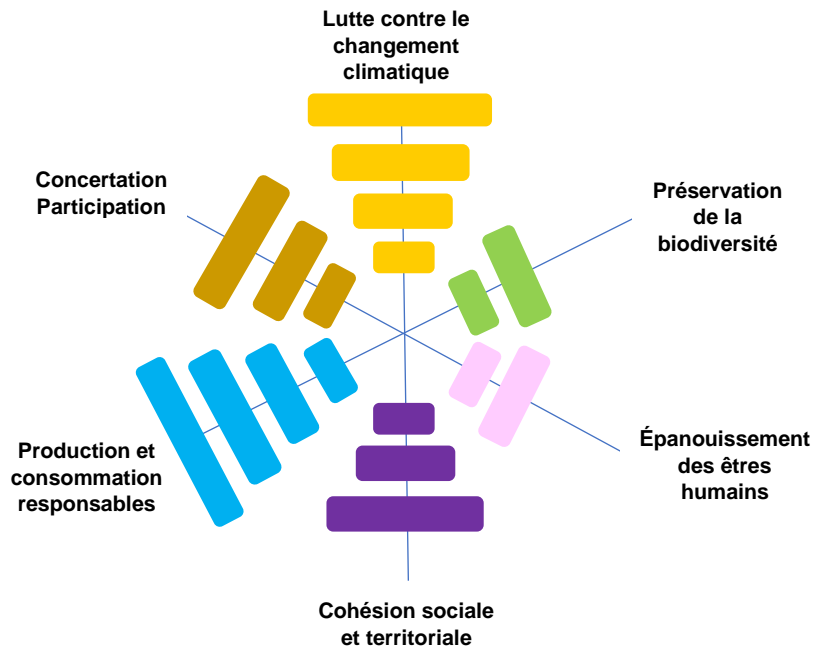 Lutte contre le
changement
climatique
Concertation
Participation
Préservation
de la
biodiversité
Production et
consommation
responsables
Épanouissement
des êtres
humains
Cohésion sociale
et territoriale